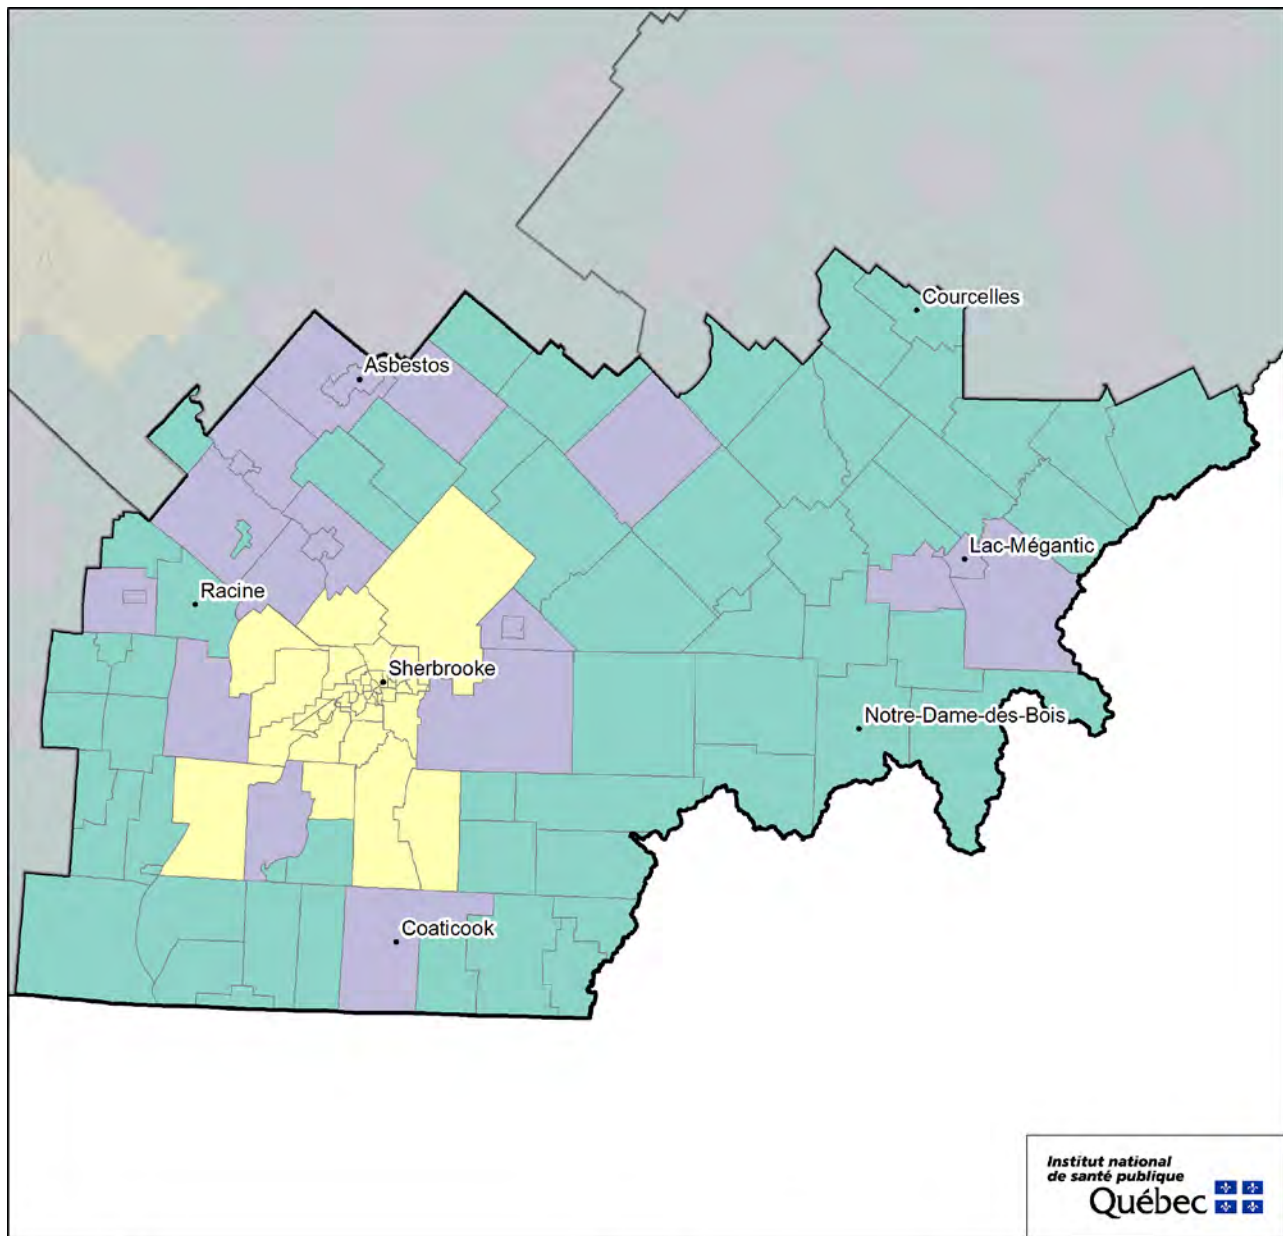 Courcelles
Asbestos
Lac-Mégantic
Racine
Sherbrooke
Notre-Dame-des-Bois
Coaticook
Institut national
de santé publique
Québec